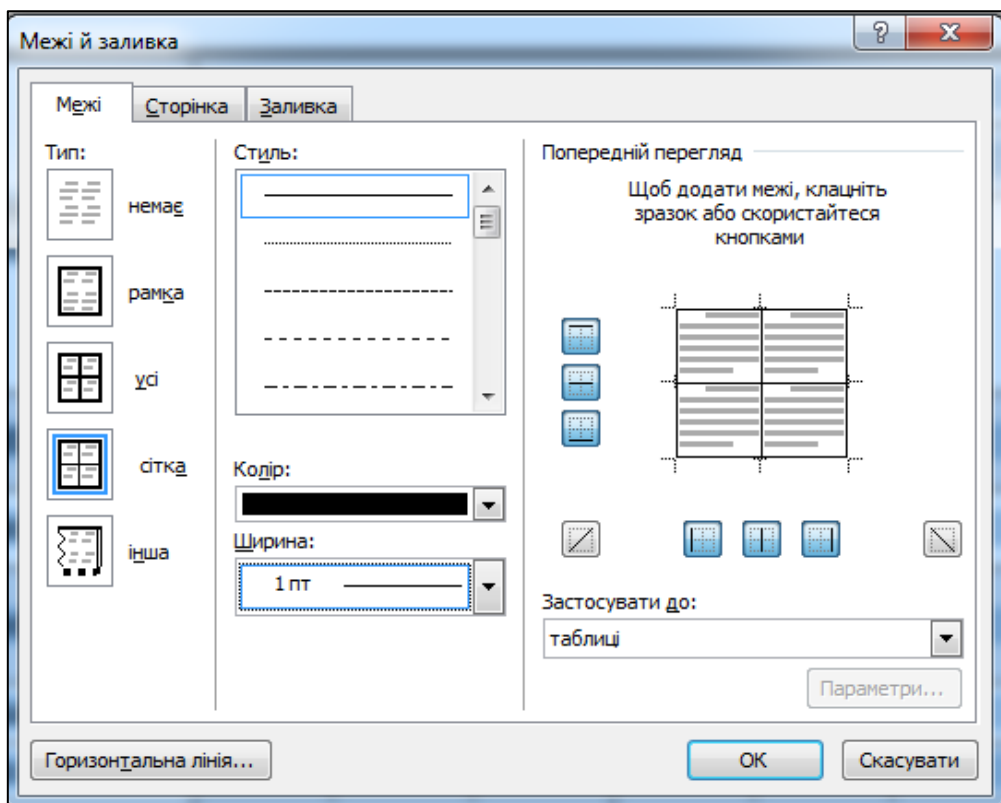 Межі й заливка
Межі Сторінка Заливка
Тип:
немає
рамка
усі
сітка
інша
Стиль:
Колір:
Ширина:
1 пт
Попередній перегляд
Щоб додати межі, клацніть
зразок або скористайтеся
кнопками
Застосувати до:
таблиці
Параметри...
Горизонтальна лінія...
ОК
Скасувати